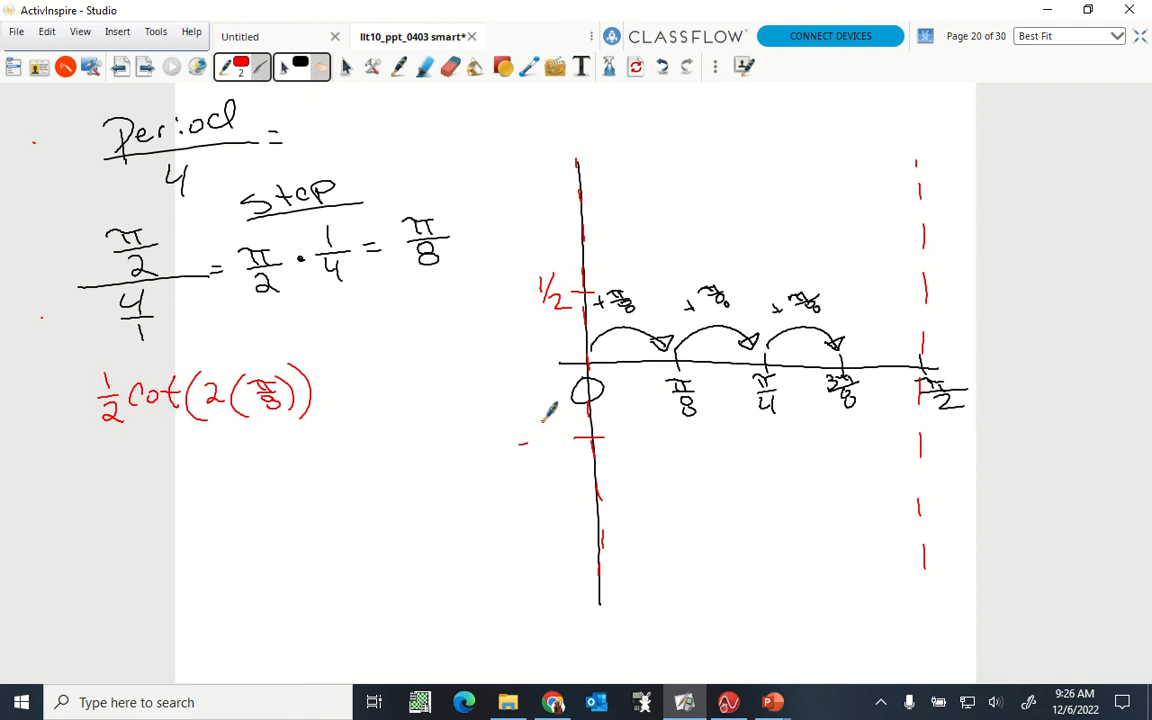 ActivInspire - Studio
File Edit View Insert Tools Help
Untitled
llt10_ppt_0403 smart*
CLASSFLOW
CONNECT DEVICES
Page 20 of 30
Best Fit
2
Period/4 =
step
(π/2)/(4/1) = π/2 · 1/4 = π/8
1/2 cot(2(π/8))
1/2
+π/8 +π/8 +π/8
0 π/8 π/4 3π/8 π/2
-
Type here to search
9:26 AM
12/6/2022